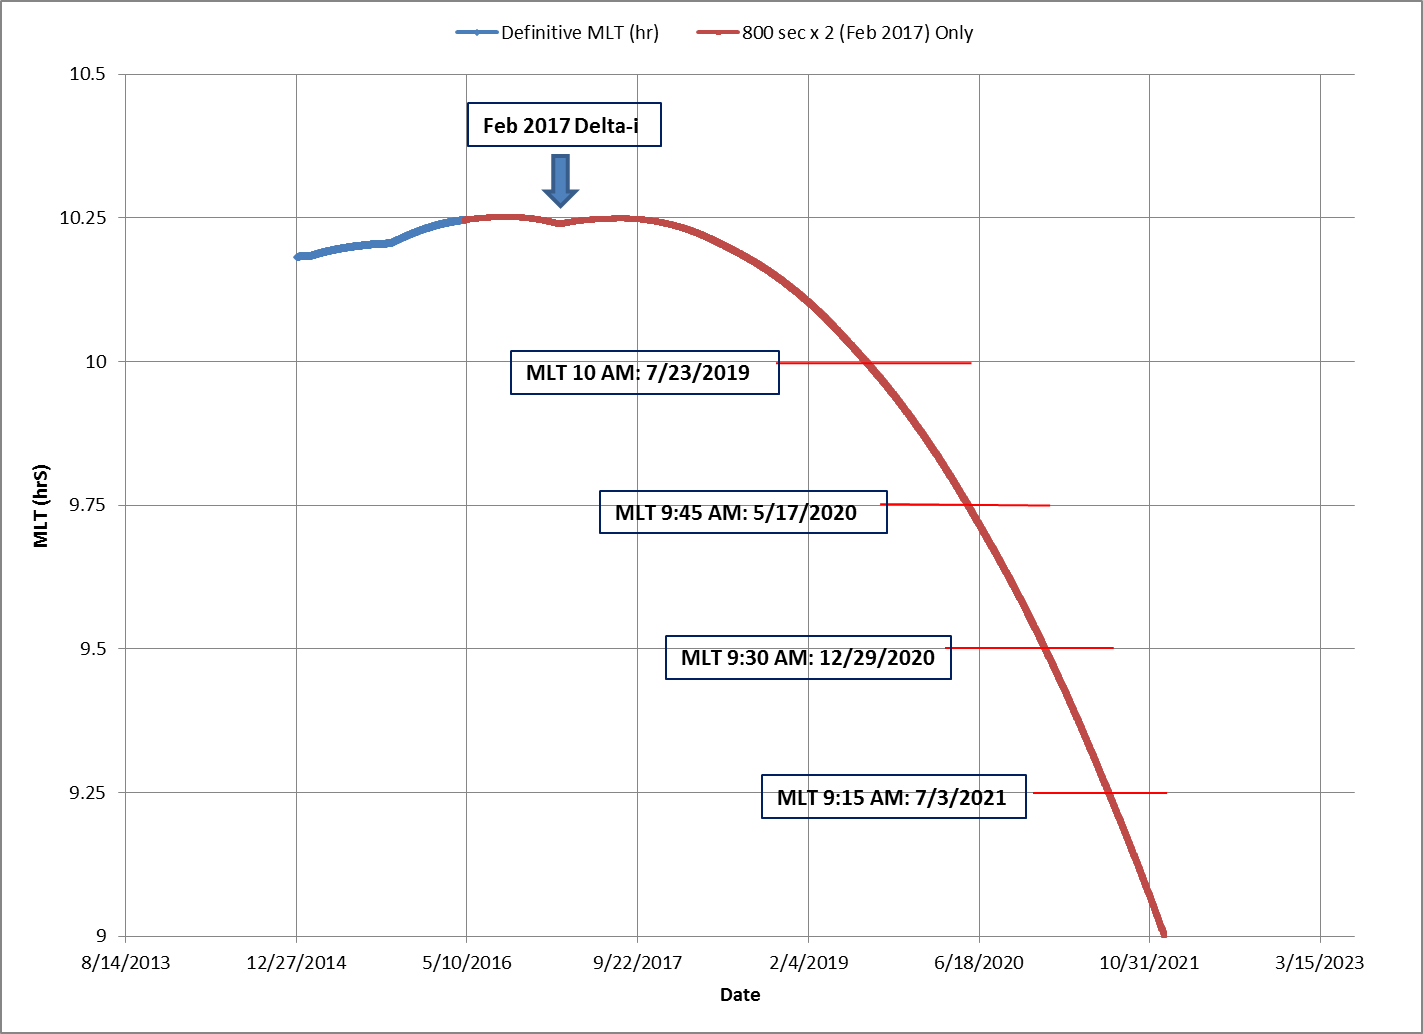 Definitive MLT (hr) 800 sec x 2 (Feb 2017) Only
10.5
Feb 2017 Delta-i
10.25
10
MLT 10 AM: 7/23/2019
MLT (hrS)
9.75
MLT 9:45 AM: 5/17/2020
9.5
MLT 9:30 AM: 12/29/2020
9.25
MLT 9:15 AM: 7/3/2021
9
8/14/2013 12/27/2014 5/10/2016 9/22/2017 2/4/2019 6/18/2020 10/31/2021 3/15/2023
Date